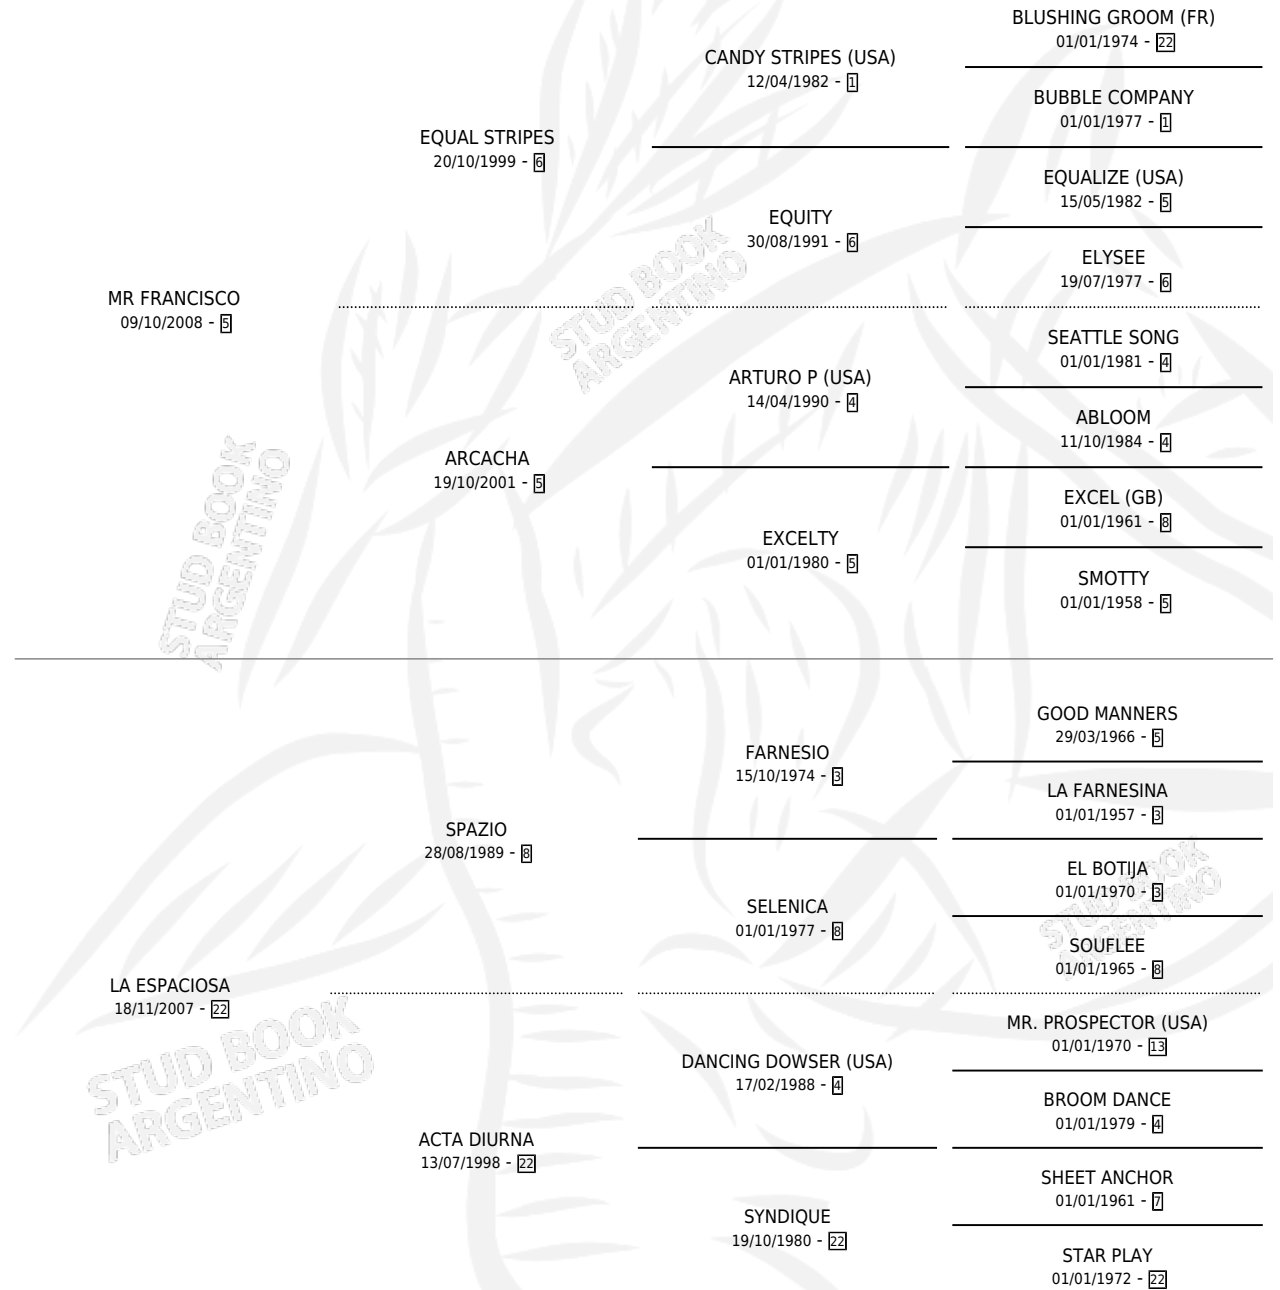 BLUSHING GROOM (FR)
01/01/1974 - 22
CANDY STRIPES (USA)
12/04/1982 - 1
BUBBLE COMPANY
01/01/1977 - 1
EQUAL STRIPES
20/10/1999 - 6
EQUALIZE (USA)
15/05/1982 - 5
EQUITY
30/08/1991 - 6
ELYSEE
19/07/1977 - 6
MR FRANCISCO
09/10/2008 - 5
SEATTLE SONG
01/01/1981 - 4
ARTURO P (USA)
14/04/1990 - 4
ABLOOM
11/10/1984 - 4
ARCACHA
19/10/2001 - 5
EXCEL (GB)
01/01/1961 - 8
EXCELTY
01/01/1980 - 5
SMOTTY
01/01/1958 - 5
GOOD MANNERS
29/03/1966 - 5
FARNESIO
15/10/1974 - 3
LA FARNESINA
01/01/1957 - 3
SPAZIO
28/08/1989 - 8
EL BOTIJA
01/01/1970 - 3
SELENICA
01/01/1977 - 8
SOUFLEE
01/01/1965 - 8
LA ESPACIOSA
18/11/2007 - 22
MR. PROSPECTOR (USA)
01/01/1970 - 13
DANCING DOWSER (USA)
17/02/1988 - 4
BROOM DANCE
01/01/1979 - 4
ACTA DIURNA
13/07/1998 - 22
SHEET ANCHOR
01/01/1961 - 7
SYNDIQUE
19/10/1980 - 22
STAR PLAY
01/01/1972 - 22
STUD BOOK
ARGENTINO
STUD BOOK
ARGENTINO
STUD BOOK
ARGENTINO
STUD BOOK
ARGENTINO